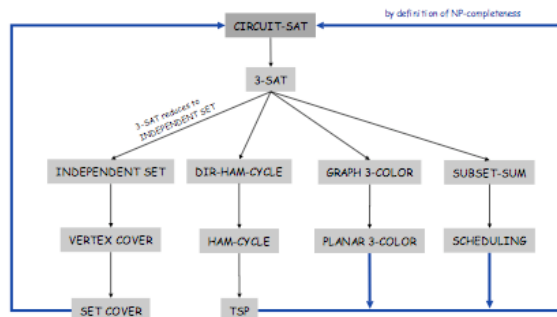 by definition of NP-completeness
CIRCUIT-SAT
3-SAT
3-SAT reduces to
INDEPENDENT SET
INDEPENDENT SET
DIR-HAM-CYCLE
GRAPH 3-COLOR
SUBSET-SUM
VERTEX COVER
HAM-CYCLE
PLANAR 3-COLOR
SCHEDULING
SET COVER
TSP